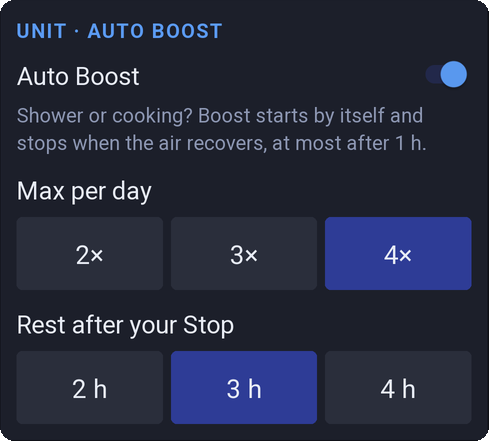 UNIT · AUTO BOOST
Auto Boost
Shower or cooking? Boost starts by itself and
stops when the air recovers, at most after 1 h.
Max per day
2× 3× 4×
Rest after your Stop
2 h 3 h 4 h